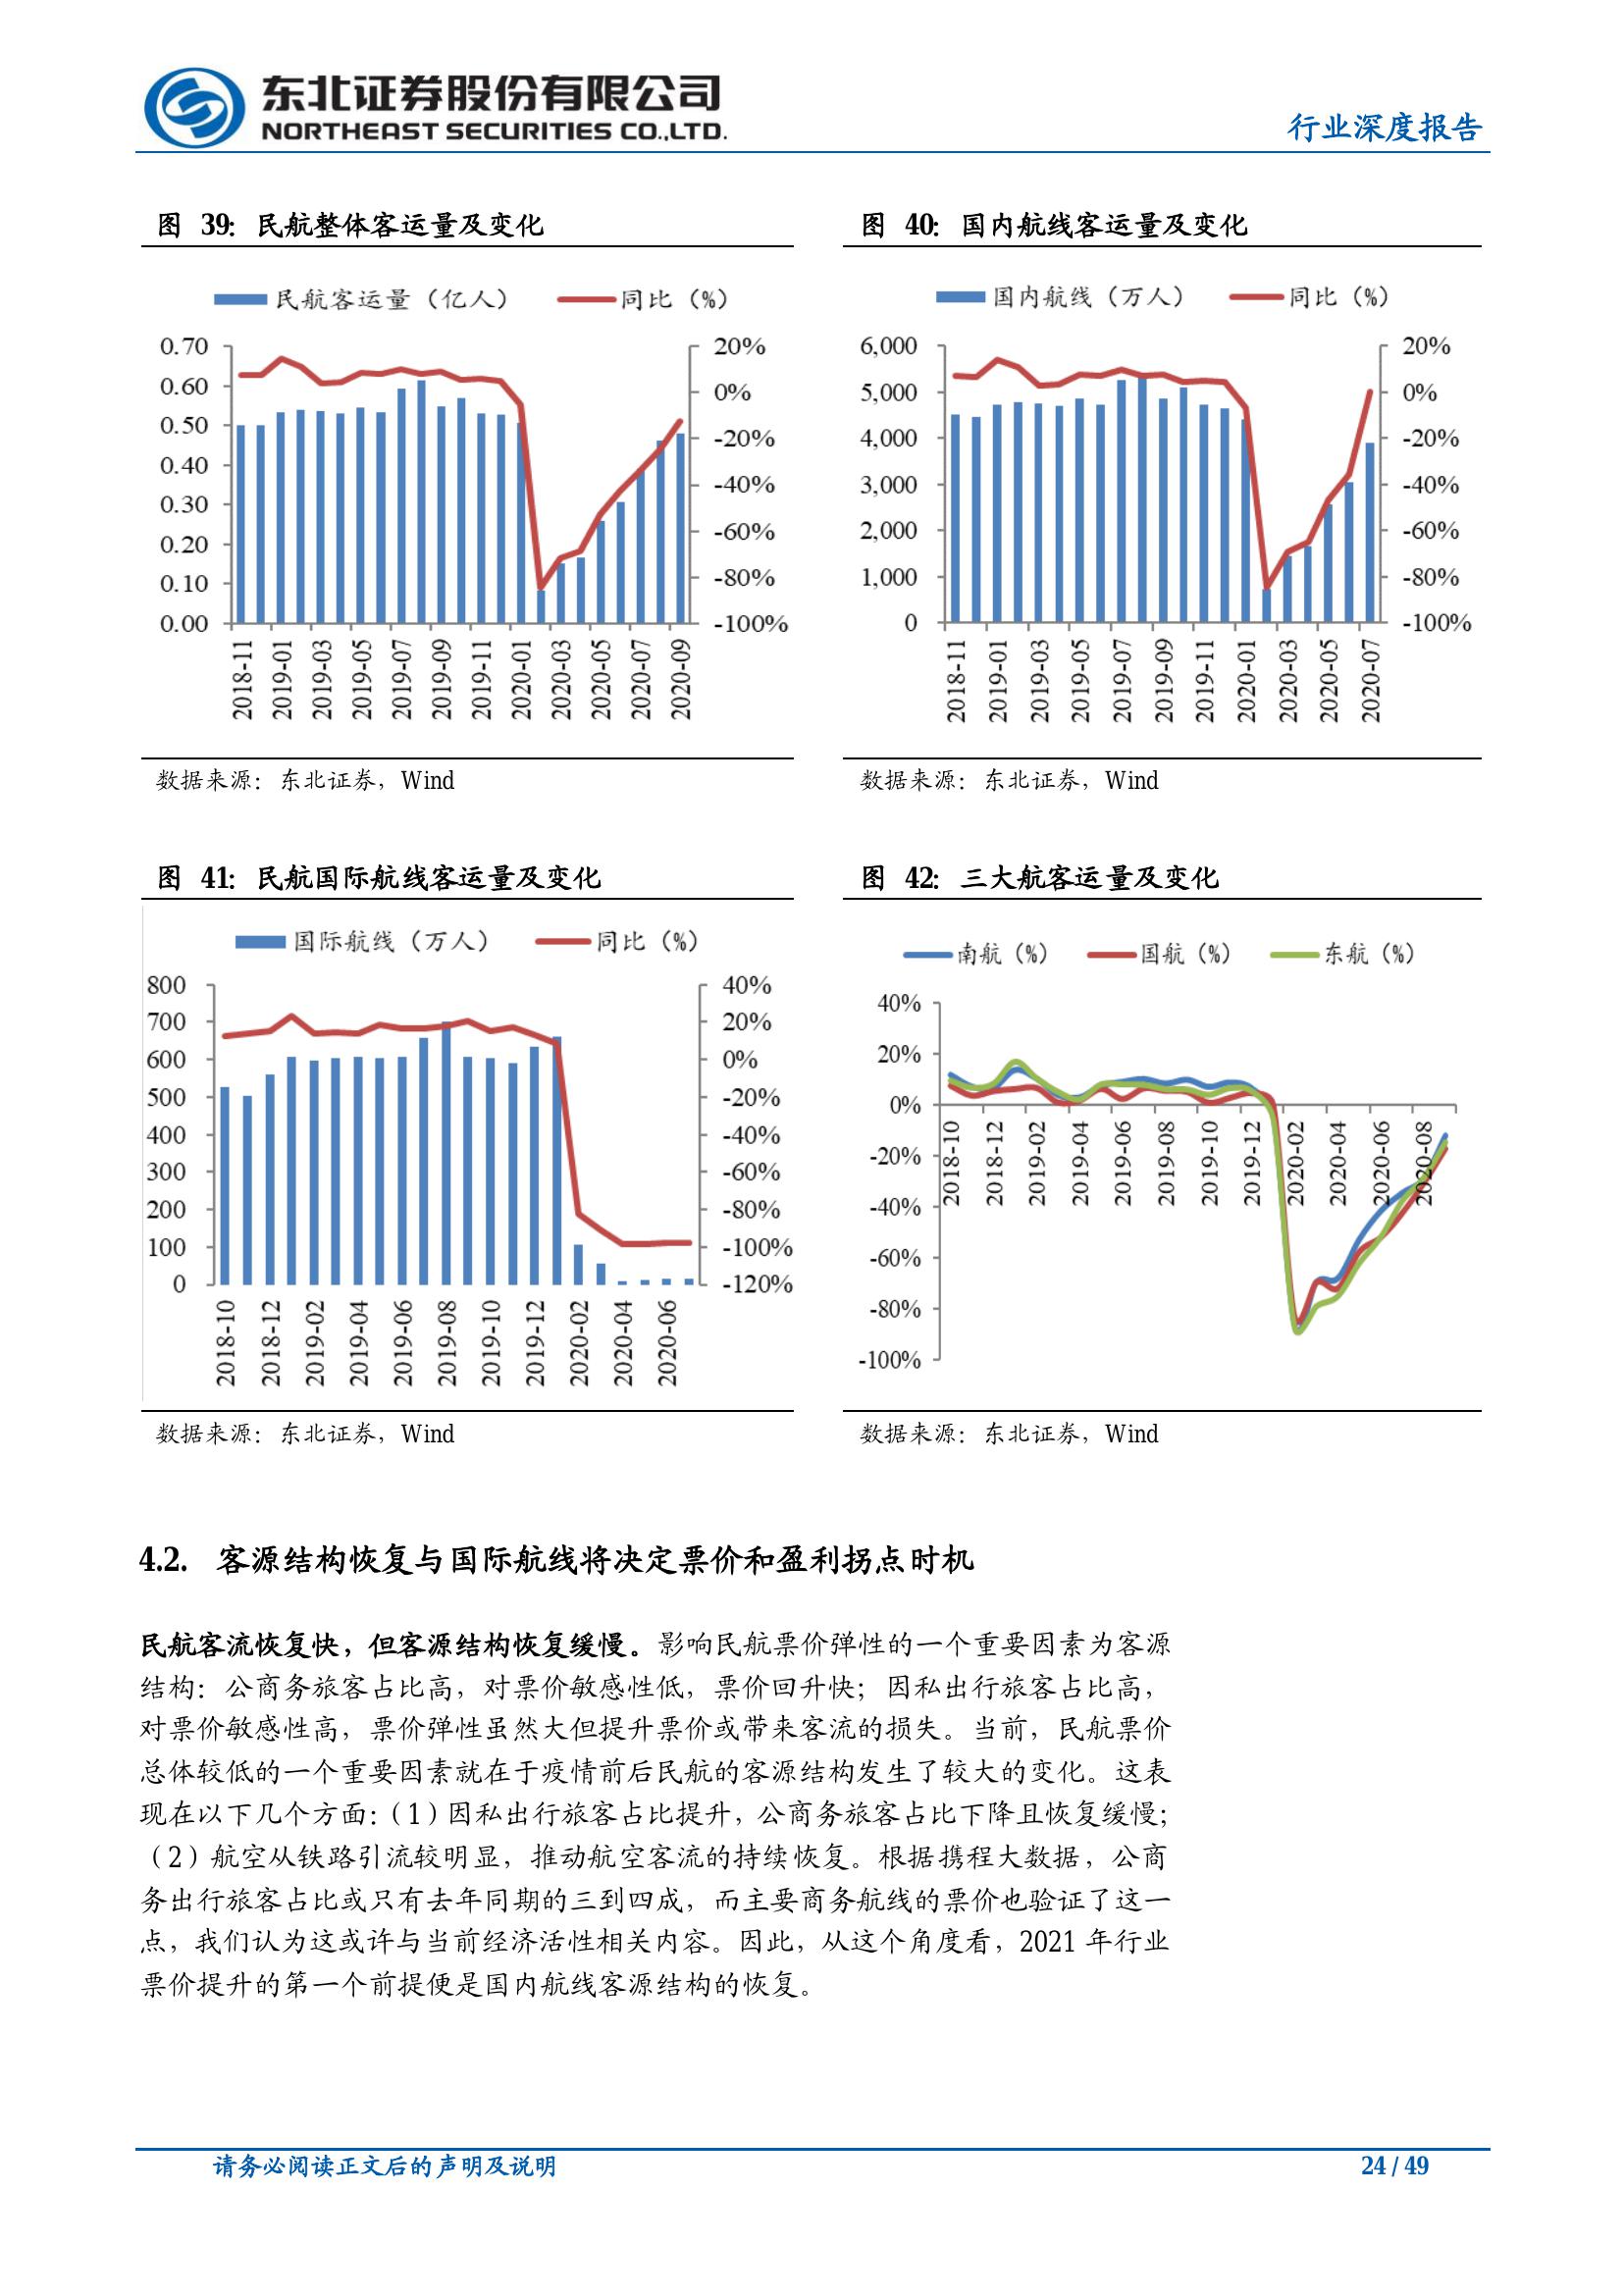 东北证券股份有限公司
NORTHEAST SECURITIES CO.,LTD.
行业深度报告
图 39：民航整体客运量及变化
民航客运量（亿人） 同比（%）
0.70
0.60
0.50
0.40
0.30
0.20
0.10
0.00
20%
0%
-20%
-40%
-60%
-80%
-100%
2018-11 2019-01 2019-03 2019-05 2019-07 2019-09 2019-11 2020-01 2020-03 2020-05 2020-07 2020-09
数据来源：东北证券，Wind
图 40：国内航线客运量及变化
国内航线（万人） 同比（%）
6,000
5,000
4,000
3,000
2,000
1,000
0
20%
0%
-20%
-40%
-60%
-80%
-100%
2018-11 2019-01 2019-03 2019-05 2019-07 2019-09 2019-11 2020-01 2020-03 2020-05 2020-07
数据来源：东北证券，Wind
图 41：民航国际航线客运量及变化
国际航线（万人） 同比（%）
800
700
600
500
400
300
200
100
0
40%
20%
0%
-20%
-40%
-60%
-80%
-100%
-120%
2018-10 2018-12 2019-02 2019-04 2019-06 2019-08 2019-10 2019-12 2020-02 2020-04 2020-06
数据来源：东北证券，Wind
图 42：三大航客运量及变化
南航（%） 国航（%） 东航（%）
40%
20%
0%
-20%
-40%
-60%
-80%
-100%
2018-10 2018-12 2019-02 2019-04 2019-06 2019-08 2019-10 2019-12 2020-02 2020-04 2020-06 2020-08
数据来源：东北证券，Wind
4.2. 客源结构恢复与国际航线将决定票价和盈利拐点时机
民航客流恢复快，但客源结构恢复缓慢。影响民航票价弹性的一个重要因素为客源
结构：公商务旅客占比高，对票价敏感性低，票价回升快；因私出行旅客占比高，
对票价敏感性高，票价弹性虽然大但提升票价或带来客流的损失。当前，民航票价
总体较低的一个重要因素就在于疫情前后民航的客源结构发生了较大的变化。这表
现在以下几个方面：（1）因私出行旅客占比提升，公商务旅客占比下降且恢复缓慢；
（2）航空从铁路引流较明显，推动航空客流的持续恢复。根据携程大数据，公商
务出行旅客占比或只有去年同期的三到四成，而主要商务航线的票价也验证了这一
点，我们认为这或许与当前经济活性相关内容。因此，从这个角度看，2021 年行业
票价提升的第一个前提便是国内航线客源结构的恢复。
请务必阅读正文后的声明及说明
24 / 49